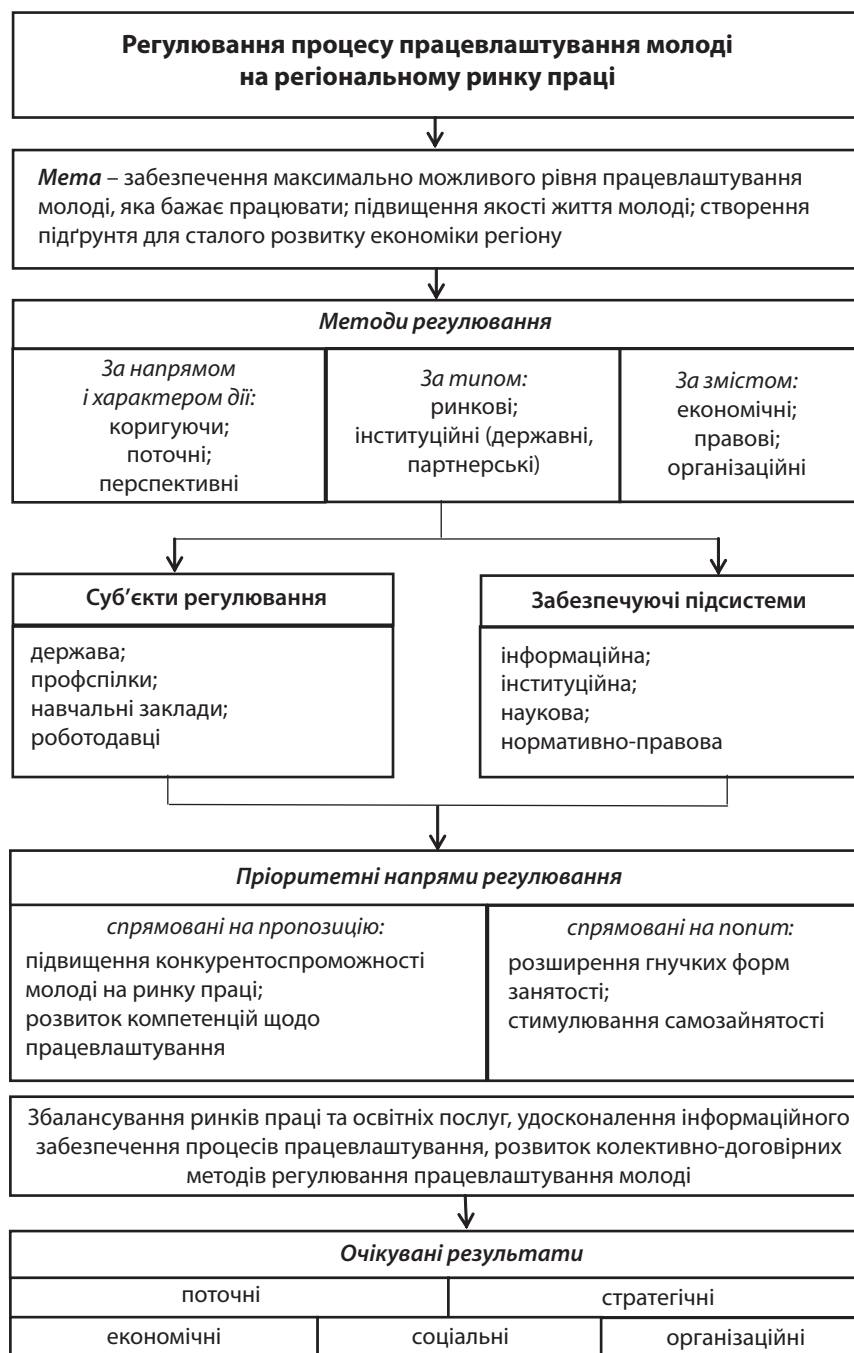 Регулювання процесу працевлаштування молоді
на регіональному ринку праці
Мета – забезпечення максимально можливого рівня працевлаштування
молоді, яка бажає працювати; підвищення якості життя молоді; створення
підґрунтя для сталого розвитку економіки регіону
Методи регулювання
За напрямом
і характером дії:
коригуючи;
поточні;
перспективні
За типом:
ринкові;
інституційні (державні,
партнерські)
За змістом:
економічні;
правові;
організаційні
Суб’єкти регулювання
держава;
профспілки;
навчальні заклади;
роботодавці
Забезпечуючі підсистеми
інформаційна;
інституційна;
наукова;
нормативно-правова
Пріоритетні напрями регулювання
спрямовані на пропозицію:
підвищення конкурентоспроможності
молоді на ринку праці;
розвиток компетенцій щодо
працевлаштування
спрямовані на попит:
розширення гнучких форм
занятості;
стимулювання самозайнятості
Збалансування ринків праці та освітніх послуг, удосконалення інформаційного
забезпечення процесів працевлаштування, розвиток колективно-договірних
методів регулювання працевлаштування молоді
Очікувані результати
поточні
стратегічні
економічні
соціальні
організаційні